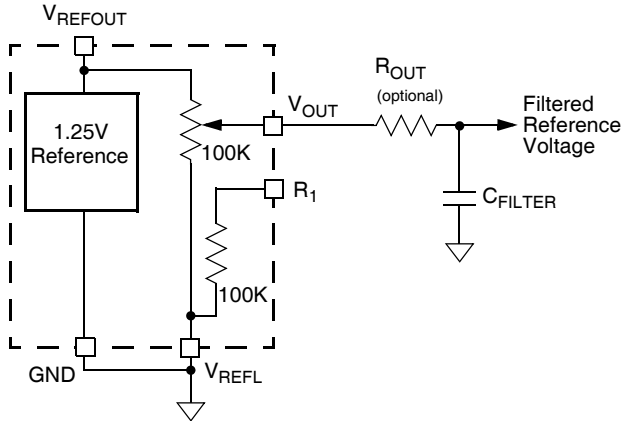 VREFOUT
1.25V
Reference
100K
VOUT
ROUT
(optional)
Filtered
Reference
Voltage
R1
CFILTER
100K
GND
VREFL